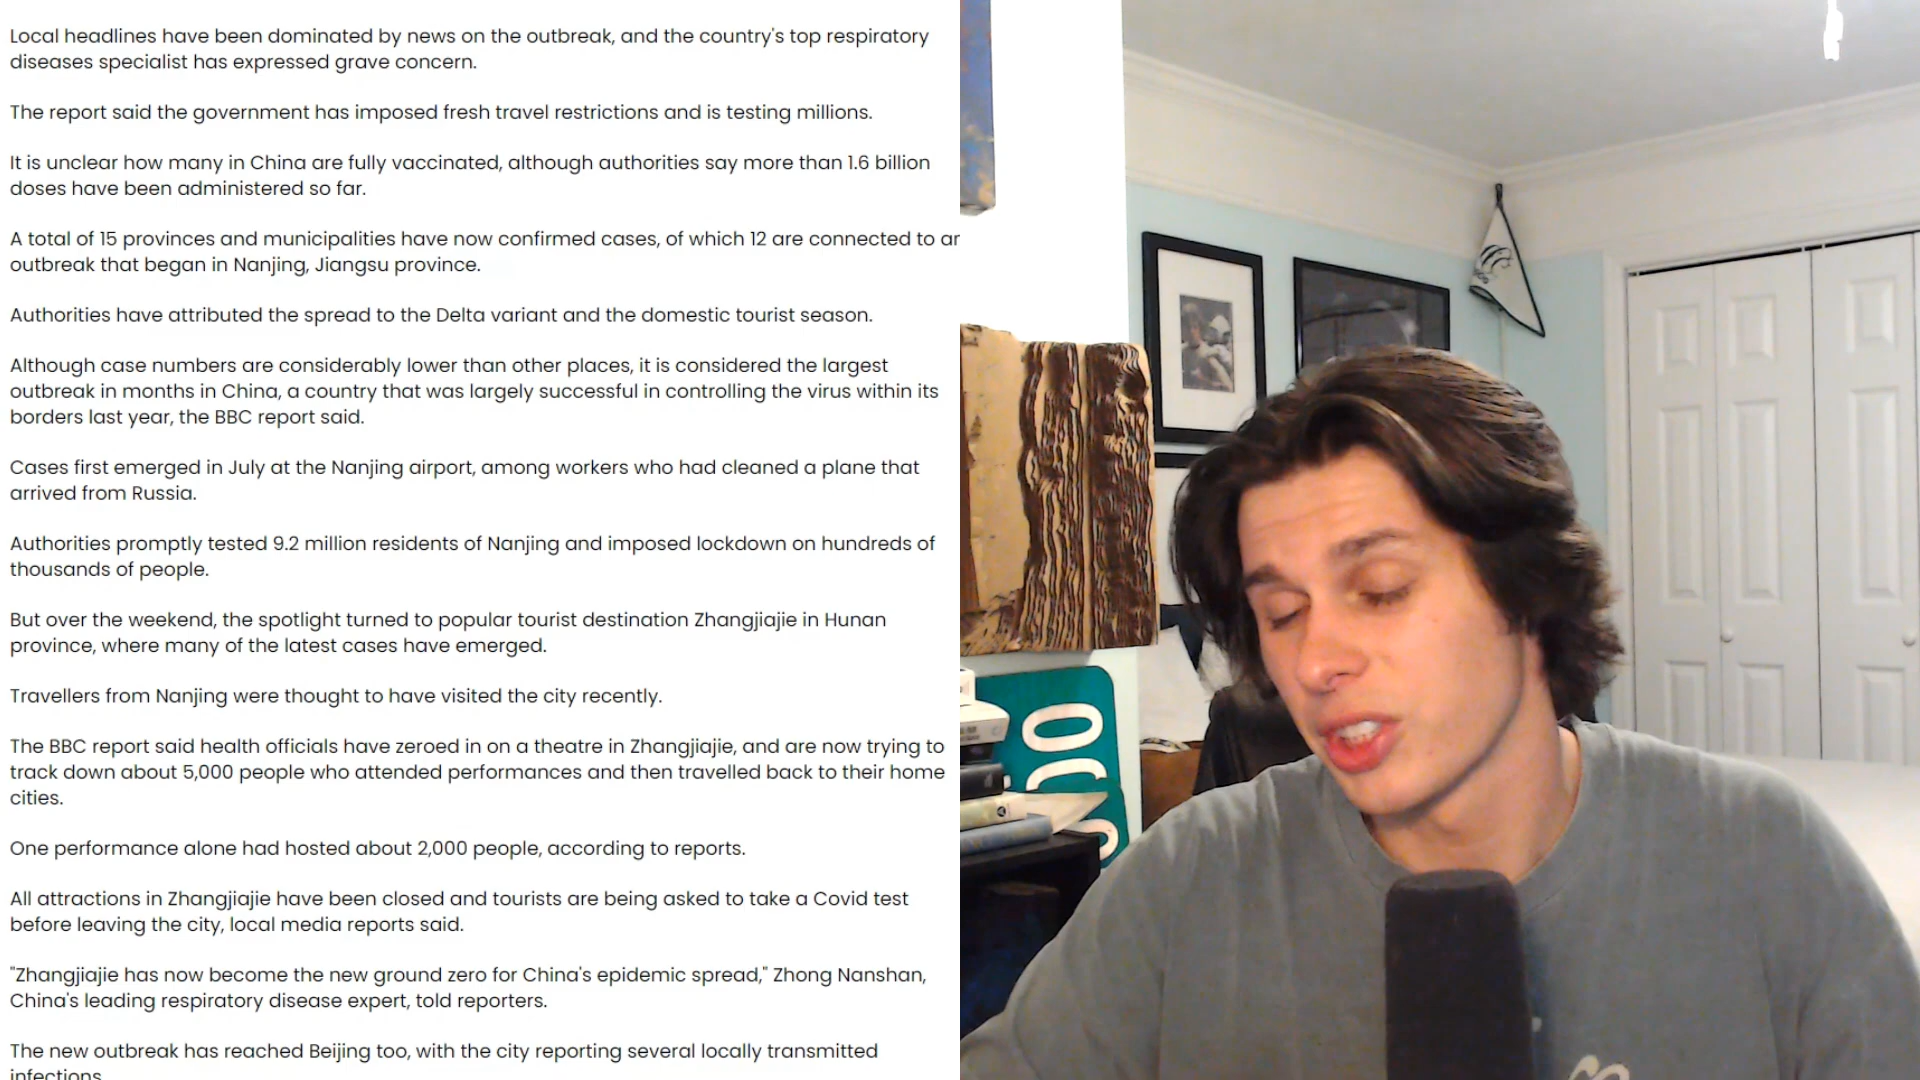 Local headlines have been dominated by news on the outbreak, and the country's top respiratory
diseases specialist has expressed grave concern.
The report said the government has imposed fresh travel restrictions and is testing millions.
It is unclear how many in China are fully vaccinated, although authorities say more than 1.6 billion
doses have been administered so far.
A total of 15 provinces and municipalities have now confirmed cases, of which 12 are connected to
outbreak that began in Nanjing, Jiangsu province.
Authorities have attributed the spread to the Delta variant and the domestic tourist season.
Although case numbers are considerably lower than other places, it is considered the largest
outbreak in months in China, a country that was largely successful in controlling the virus within its
borders last year, the BBC report said.
Cases first emerged in July at the Nanjing airport, among workers who had cleaned a plane that
arrived from Russia.
Authorities promptly tested 9.2 million residents of Nanjing and imposed lockdown on hundreds of
thousands of people.
But over the weekend, the spotlight turned to popular tourist destination Zhangjiajie in Hunan
province, where many of the latest cases have emerged.
Travellers from Nanjing were thought to have visited the city recently.
The BBC report said health officials have zeroed in on a theatre in Zhangjiajie, and are now trying to
track down about 5,000 people who attended performances and then travelled back to their home
cities.
One performance alone had hosted about 2,000 people, according to reports.
All attractions in Zhangjiajie have been closed and tourists are being asked to take a Covid test
before leaving the city, local media reports said.
"Zhangjiajie has now become the new ground zero for China's epidemic spread," Zhong Nanshan,
China's leading respiratory disease expert, told reporters.
The new outbreak has reached Beijing too, with the city reporting several locally transmitted
infections.